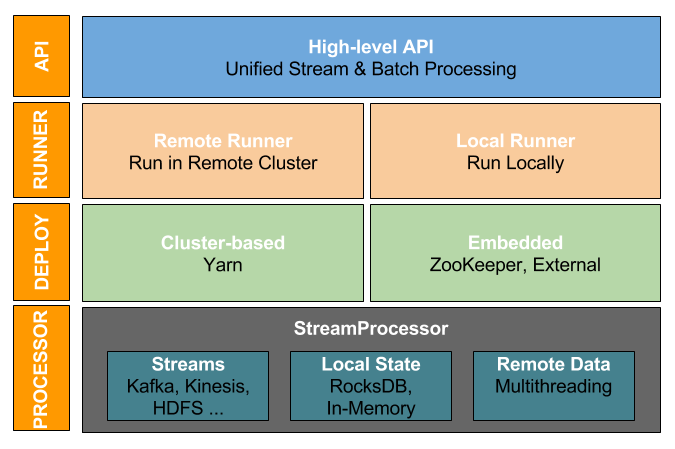 API
High-level API
Unified Stream & Batch Processing
RUNNER
Remote Runner
Run in Remote Cluster
Local Runner
Run Locally
DEPLOY
Cluster-based
Yarn
Embedded
ZooKeeper, External
PROCESSOR
StreamProcessor
Streams
Kafka, Kinesis,
HDFS ...
Local State
RocksDB,
In-Memory
Remote Data
Multithreading